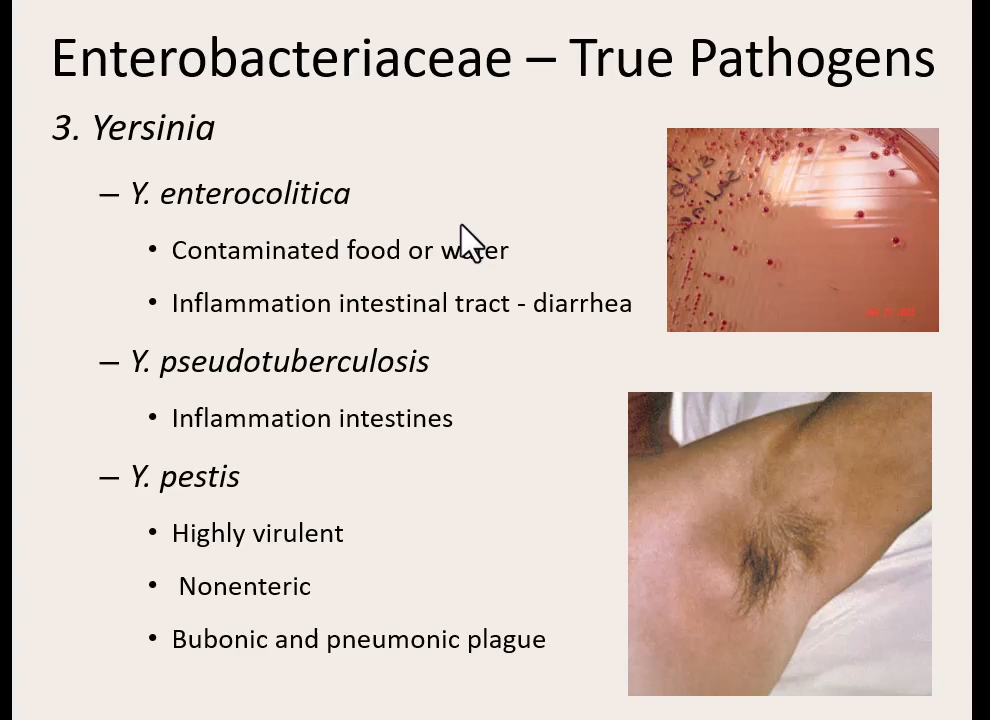 Enterobacteriaceae – True Pathogens
3. Yersinia
– Y. enterocolitica
• Contaminated food or water
• Inflammation intestinal tract - diarrhea
– Y. pseudotuberculosis
• Inflammation intestines
– Y. pestis
• Highly virulent
• Nonenteric
• Bubonic and pneumonic plague